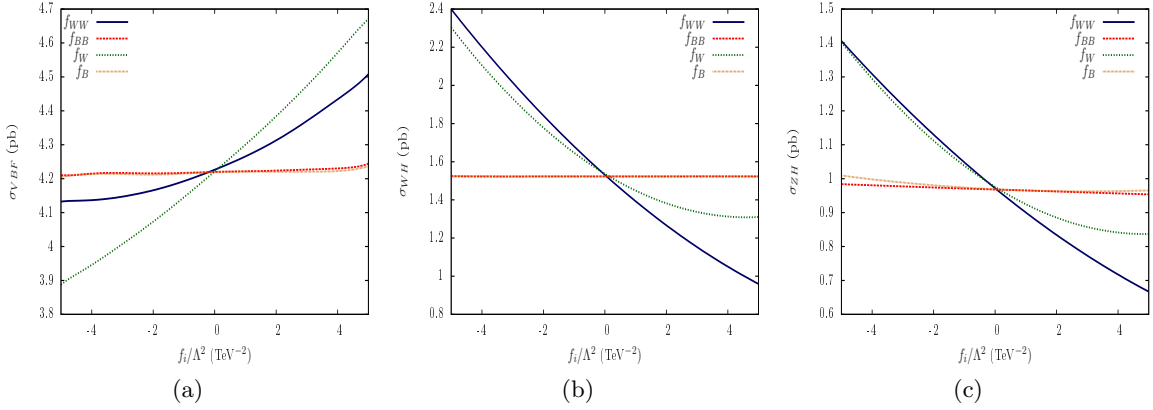 4.7
4.6
4.5
4.4
4.3
4.2
4.1
4
3.9
3.8
σ_VBF (pb)
f_WW
f_BB
f_W
f_B
-4 -2 0 2 4
f_i/Λ² (TeV⁻²)
(a)
2.4
2.2
2
1.8
1.6
1.4
1.2
1
0.8
σ_WH (pb)
f_WW
f_BB
f_W
f_B
-4 -2 0 2 4
f_i/Λ² (TeV⁻²)
(b)
1.5
1.4
1.3
1.2
1.1
1
0.9
0.8
0.7
0.6
σ_ZH (pb)
f_WW
f_BB
f_W
f_B
-4 -2 0 2 4
f_i/Λ² (TeV⁻²)
(c)